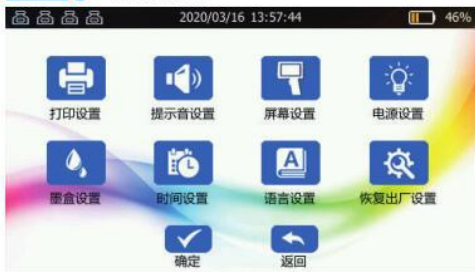 2020/03/16 13:57:44 46%
打印设置 提示音设置 屏幕设置 电源设置
墨盒设置 时间设置 语言设置 恢复出厂设置
确定 返回